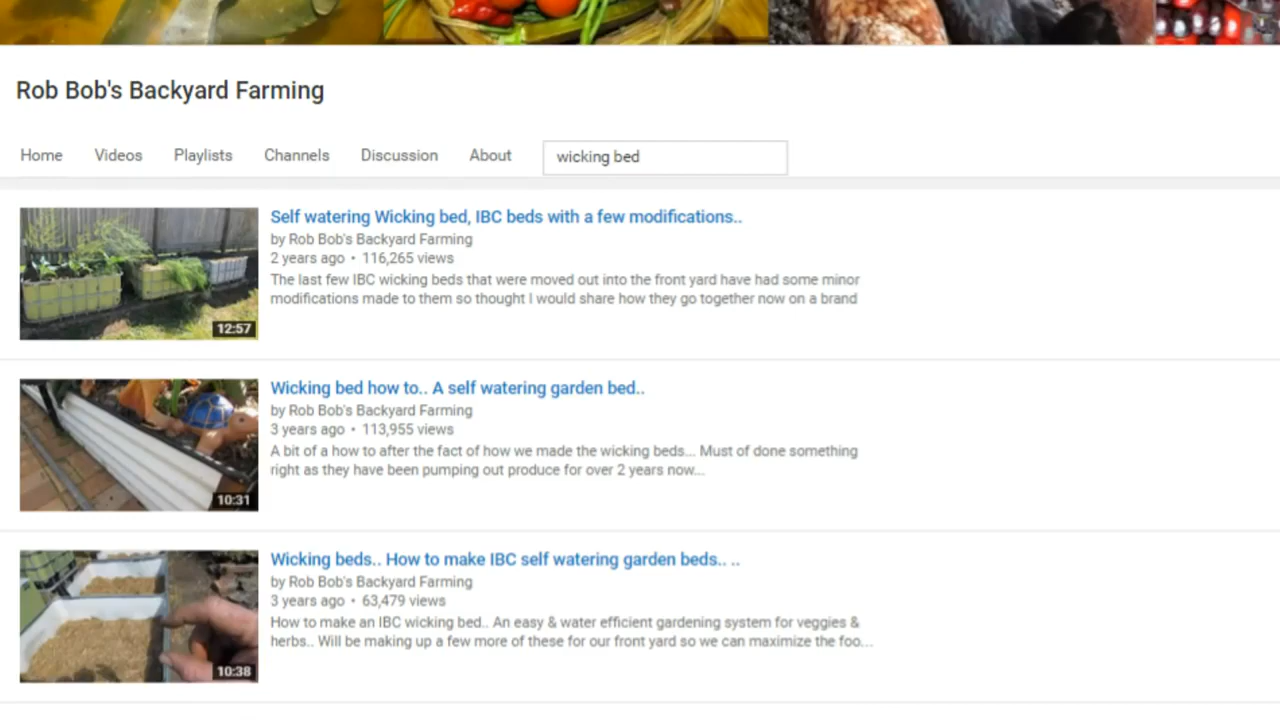 Rob Bob's Backyard Farming
Home Videos Playlists Channels Discussion About wicking bed
Self watering Wicking bed, IBC beds with a few modifications..
by Rob Bob's Backyard Farming
2 years ago • 116,265 views
The last few IBC wicking beds that were moved out into the front yard have had some minor
modifications made to them so thought I would share how they go together now on a brand
12:57
Wicking bed how to.. A self watering garden bed..
by Rob Bob's Backyard Farming
3 years ago • 113,955 views
A bit of a how to after the fact of how we made the wicking beds... Must of done something
right as they have been pumping out produce for over 2 years now...
10:31
Wicking beds.. How to make IBC self watering garden beds.. ..
by Rob Bob's Backyard Farming
3 years ago • 63,479 views
How to make an IBC wicking bed.. An easy & water efficient gardening system for veggies &
herbs.. Will be making up a few more of these for our front yard so we can maximize the foo...
10:38